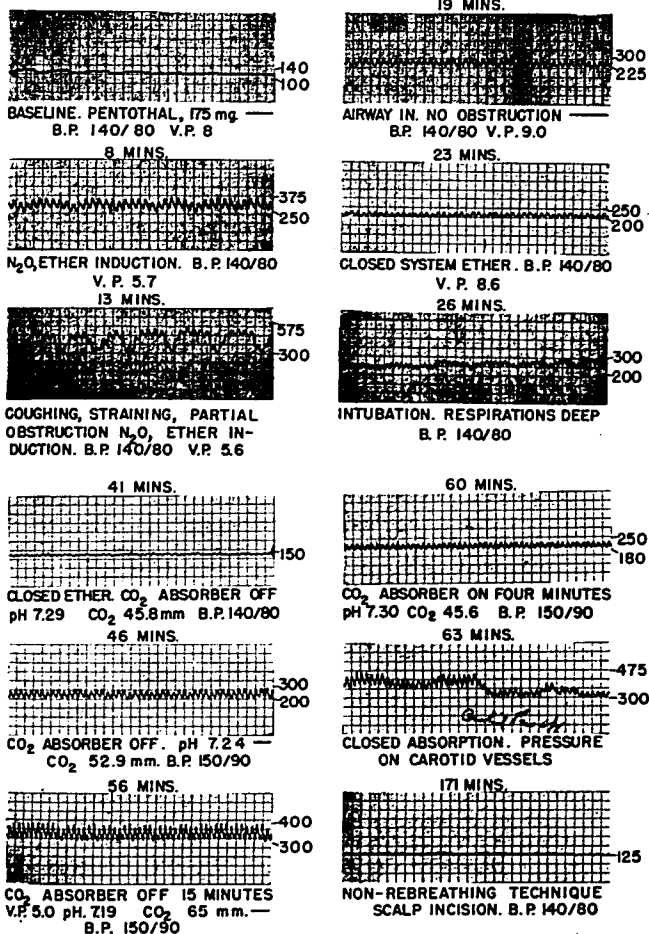 140
100
BASELINE. PENTOTHAL, 175 mg. —
B.P. 140/80 V.P. 8
8 MINS.
375
250
N₂O, ETHER INDUCTION. B.P. 140/80
V. P. 5.7
13 MINS.
575
300
COUGHING, STRAINING, PARTIAL
OBSTRUCTION N₂O, ETHER IN-
DUCTION. B.P. 140/80 V.P. 5.6
41 MINS.
150
CLOSED ETHER. CO₂ ABSORBER OFF
pH 7.29 CO₂ 45.8mm B.P. 140/80
46 MINS.
300
200
CO₂ ABSORBER OFF. pH 7.24 —
CO₂ 52.9 mm. B.P. 150/90
56 MINS.
400
300
CO₂ ABSORBER OFF 15 MINUTES
V.P. 5.0 pH. 7.19 CO₂ 65 mm. —
B.P. 150/90
19 MINS.
300
225
AIRWAY IN. NO OBSTRUCTION —
B.P. 140/80 V.P. 9.0
23 MINS.
250
200
CLOSED SYSTEM ETHER. B.P. 140/80
V. P. 8.6
26 MINS.
300
200
INTUBATION. RESPIRATIONS DEEP
B.P. 140/80
60 MINS.
250
180
CO₂ ABSORBER ON FOUR MINUTES
pH 7.30 CO₂ 45.6 B.P. 150/90
63 MINS.
475
300
CLOSED ABSORPTION. PRESSURE
ON CAROTID VESSELS
171 MINS.
125
NON-REBREATHING TECHNIQUE
SCALP INCISION. B.P. 140/80